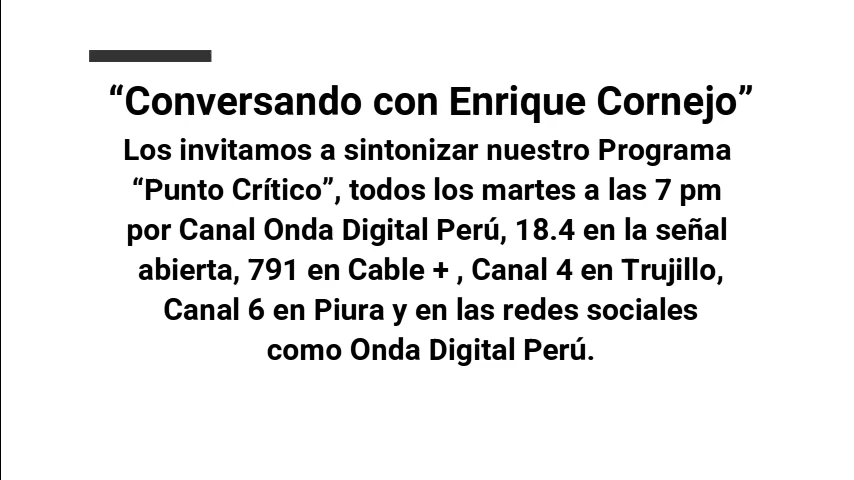 “Conversando con Enrique Cornejo”
Los invitamos a sintonizar nuestro Programa
“Punto Crítico”, todos los martes a las 7 pm
por Canal Onda Digital Perú, 18.4 en la señal
abierta, 791 en Cable + , Canal 4 en Trujillo,
Canal 6 en Piura y en las redes sociales
como Onda Digital Perú.